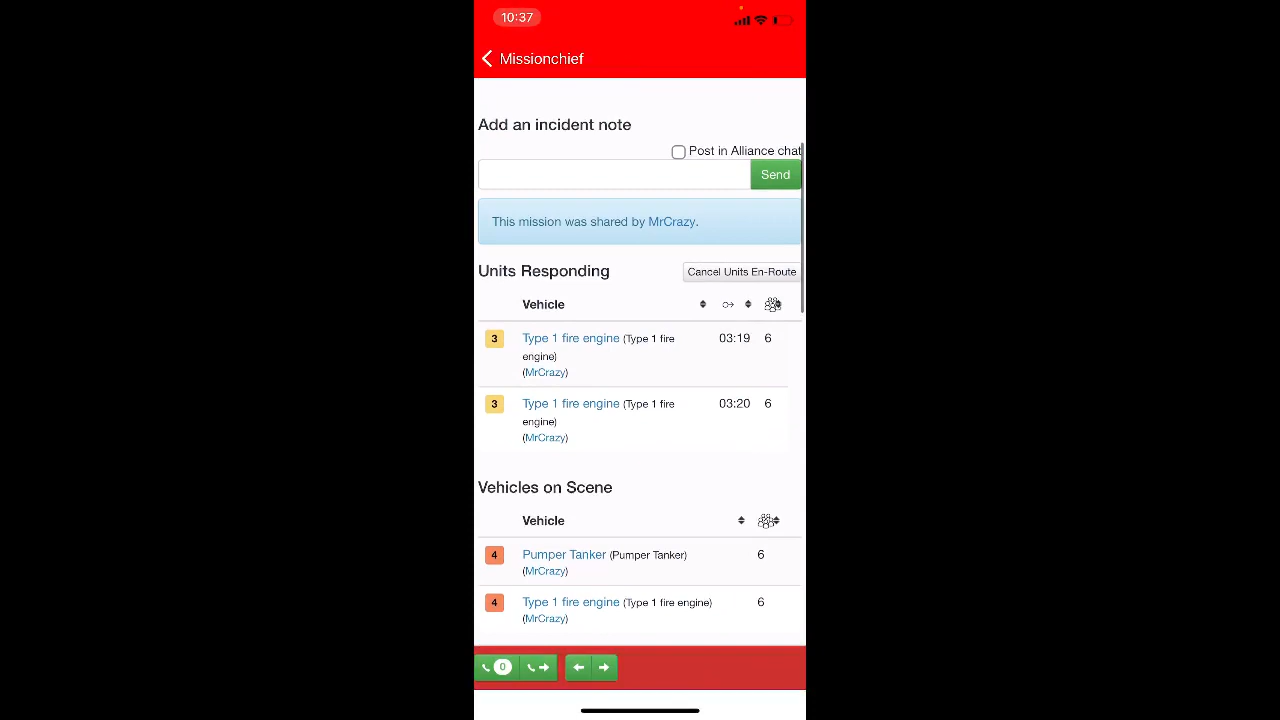 10:37
Missionchief
Add an incident note
Post in Alliance chat
Send
This mission was shared by MrCrazy.
Units Responding
Cancel Units En-Route
Vehicle
3 Type 1 fire engine (Type 1 fire 03:19 6
engine)
(MrCrazy)
3 Type 1 fire engine (Type 1 fire 03:20 6
engine)
(MrCrazy)
Vehicles on Scene
Vehicle
4 Pumper Tanker (Pumper Tanker) 6
(MrCrazy)
4 Type 1 fire engine (Type 1 fire engine) 6
(MrCrazy)
0